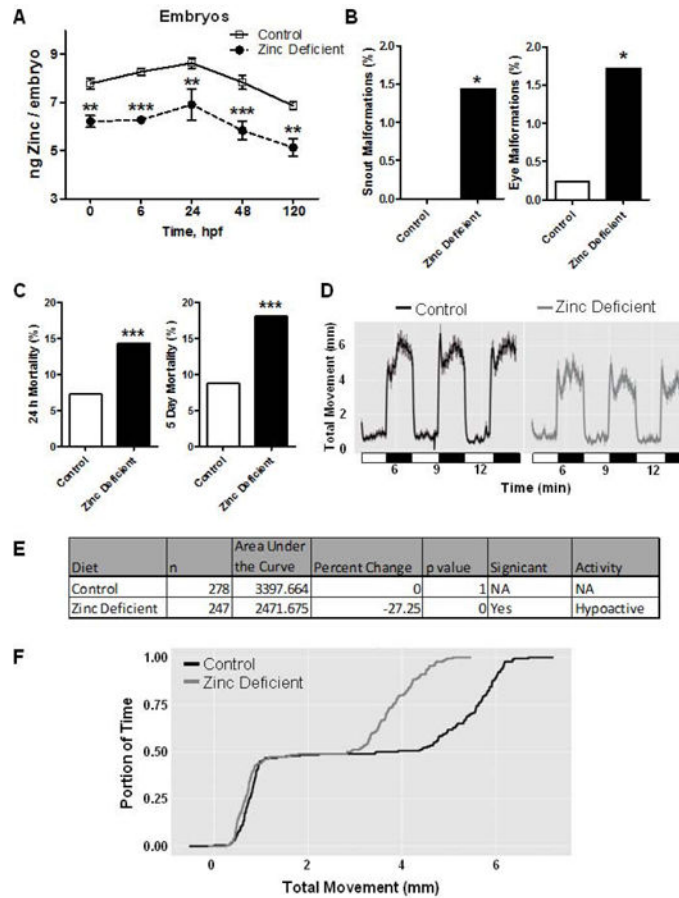 A
Embryos
Control
Zinc Deficient
ng Zinc / embryo
9
7
5
3
**
***
**
***
**
0 6 24 48 120
Time, hpf
B
Snout Malformations (%)
2.0
1.5
1.0
0.5
0.0
*
Control
Zinc Deficient
Eye Malformations (%)
2.0
1.5
1.0
0.5
0.0
*
Control
Zinc Deficient
C
24 h Mortality (%)
20
15
10
5
0
***
Control
Zinc Deficient
5 Day Mortality (%)
20
15
10
5
0
***
Control
Zinc Deficient
D
Control Zinc Deficient
Total Movement (mm)
6
4
2
0
6 9 12 6 9 12
Time (min)
E
Diet n Area Under the Curve Percent Change p value Signicant Activity
Control 278 3397.664 0 1 NA NA
Zinc Deficient 247 2471.675 -27.25 0 Yes Hypoactive
F
Control
Zinc Deficient
Portion of Time
1.00
0.75
0.50
0.25
0.00
0 2 4 6
Total Movement (mm)